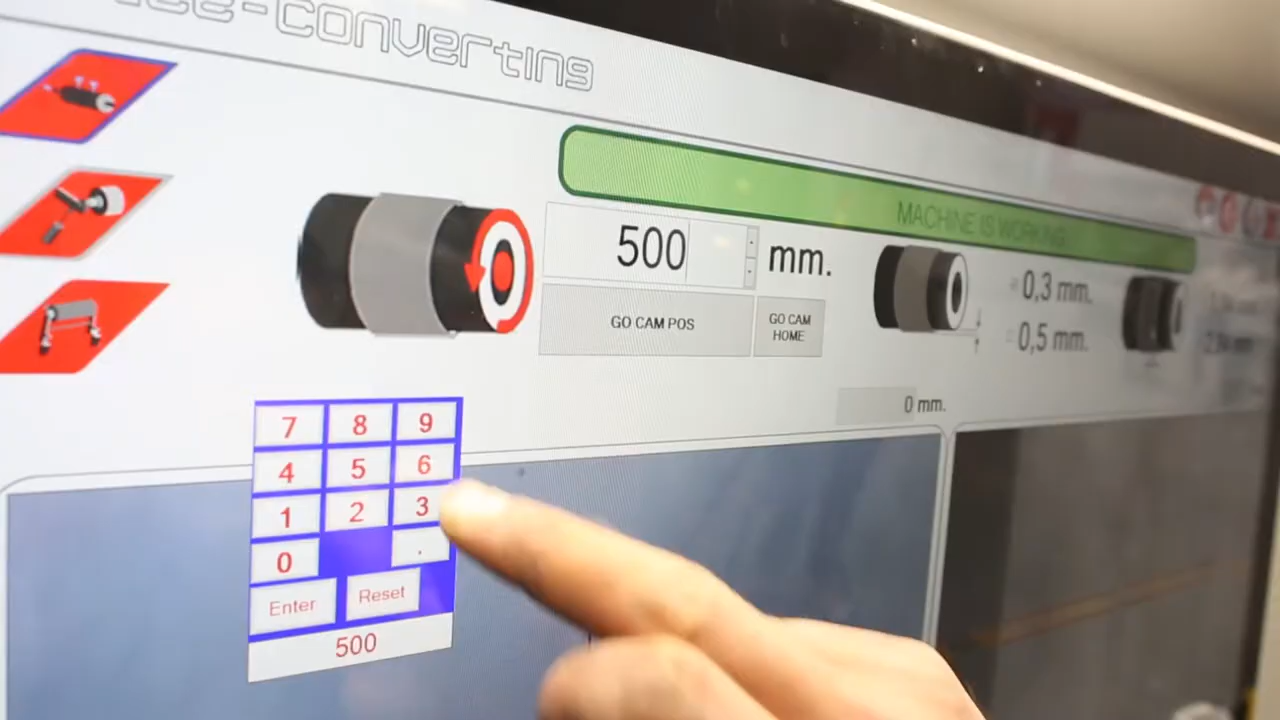 -converting
MACHINE IS WORKING
500 mm.
GO CAM POS
GO CAM
HOME
0,3 mm.
0,5 mm.
0 mm.
7 8 9
4 5 6
1 2 3
0 .
Enter Reset
500